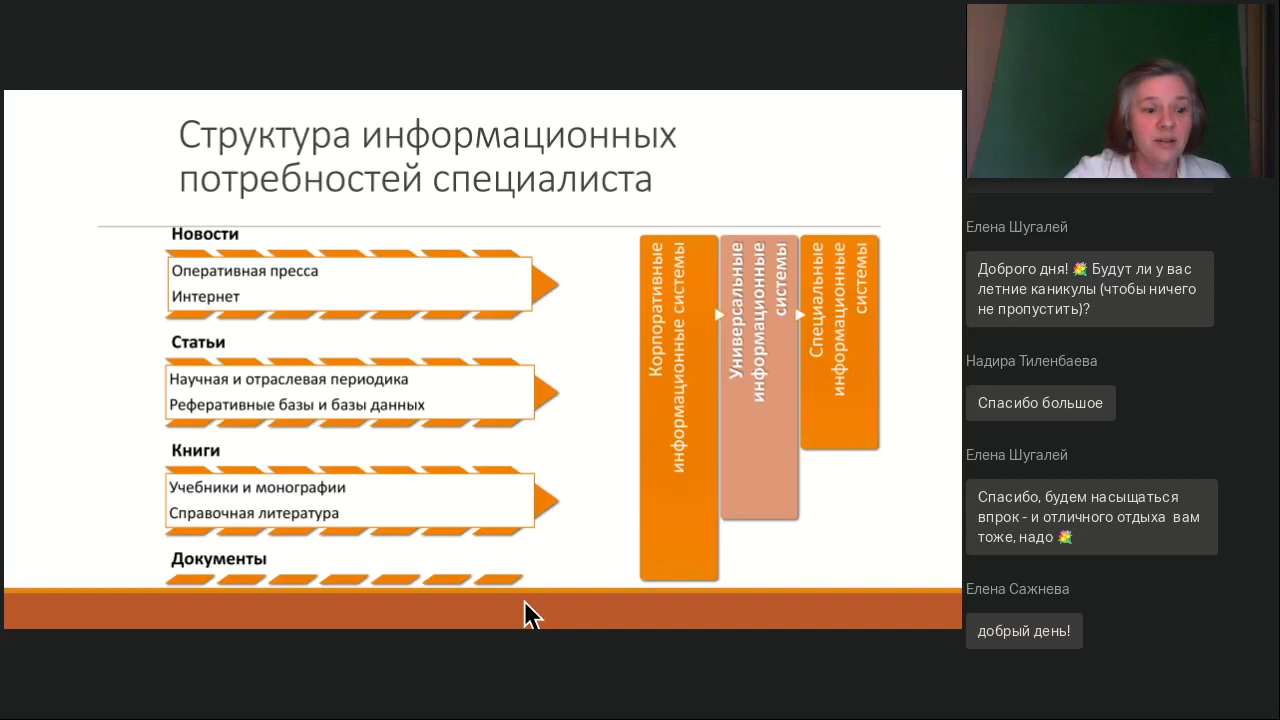 Структура информационных
потребностей специалиста
Новости
Оперативная пресса
Интернет
Статьи
Научная и отраслевая периодика
Реферативные базы и базы данных
Книги
Учебники и монографии
Справочная литература
Документы
Корпоративные
информационные системы
Универсальные
информационные
системы
Специальные
информационные
системы
Елена Шугалей
Доброго дня! 💐 Будут ли у вас
летние каникулы (чтобы ничего
не пропустить)?
Надира Тиленбаева
Спасибо большое
Елена Шугалей
Спасибо, будем насыщаться
впрок - и отличного отдыха вам
тоже, надо 💐
Елена Сажнева
добрый день!